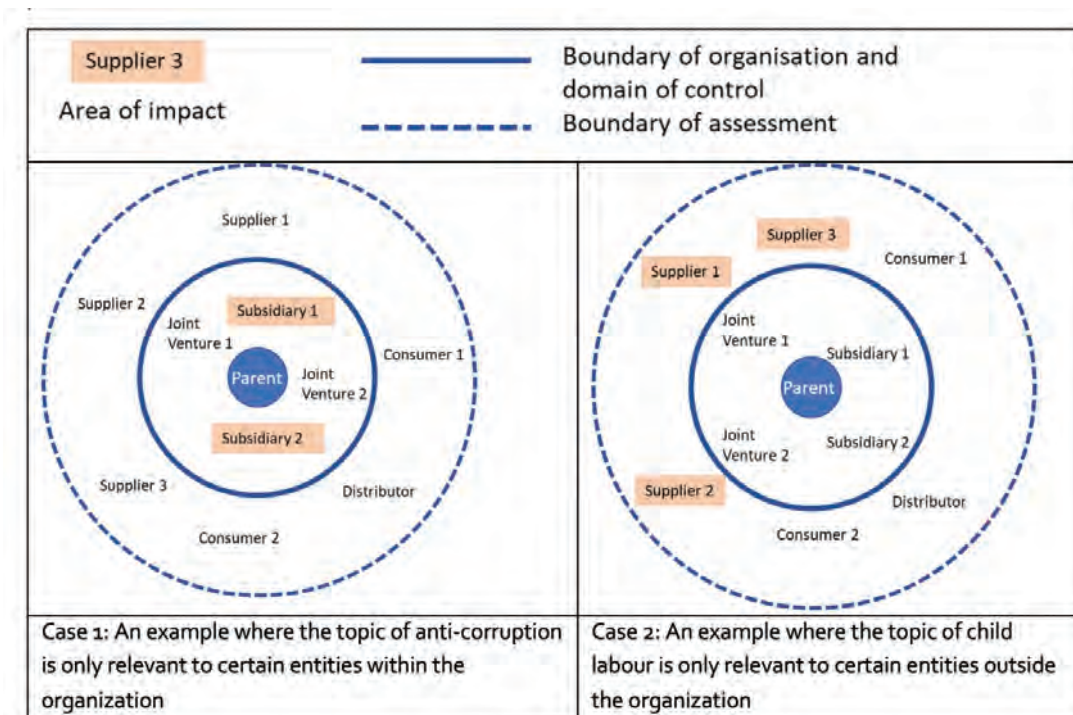 Supplier 3
Area of impact
Boundary of organisation and
domain of control
Boundary of assessment
Supplier 1
Supplier 2
Subsidiary 1
Joint
Venture 1
Parent
Joint
Venture 2
Consumer 1
Subsidiary 2
Supplier 3
Distributor
Consumer 2
Case 1: An example where the topic of anti-corruption
is only relevant to certain entities within the
organization
Supplier 3
Supplier 1
Consumer 1
Joint
Venture 1
Subsidiary 1
Parent
Joint
Venture 2
Subsidiary 2
Supplier 2
Distributor
Consumer 2
Case 2: An example where the topic of child
labour is only relevant to certain entities outside
the organization